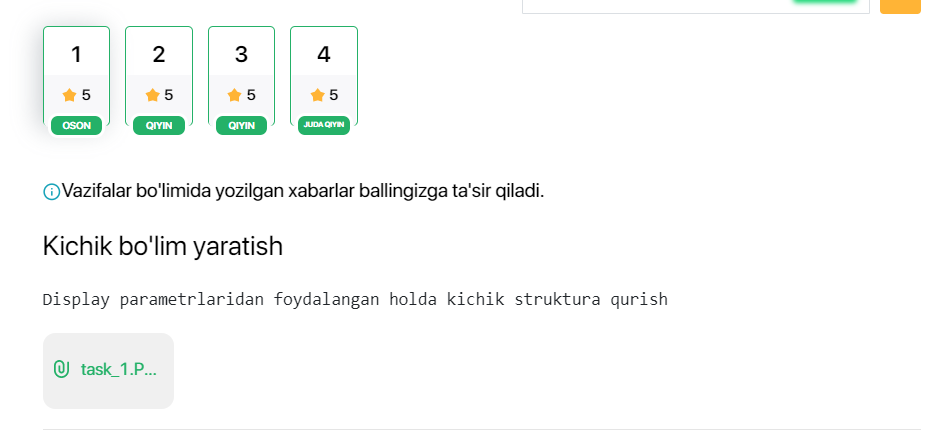 1 2 3 4
5 5 5 5
OSON QIYIN QIYIN JUDA QIYIN
Vazifalar bo'limida yozilgan xabarlar ballingizga ta'sir qiladi.
Kichik bo'lim yaratish
Display parametrlaridan foydalangan holda kichik struktura qurish
task_1.P...